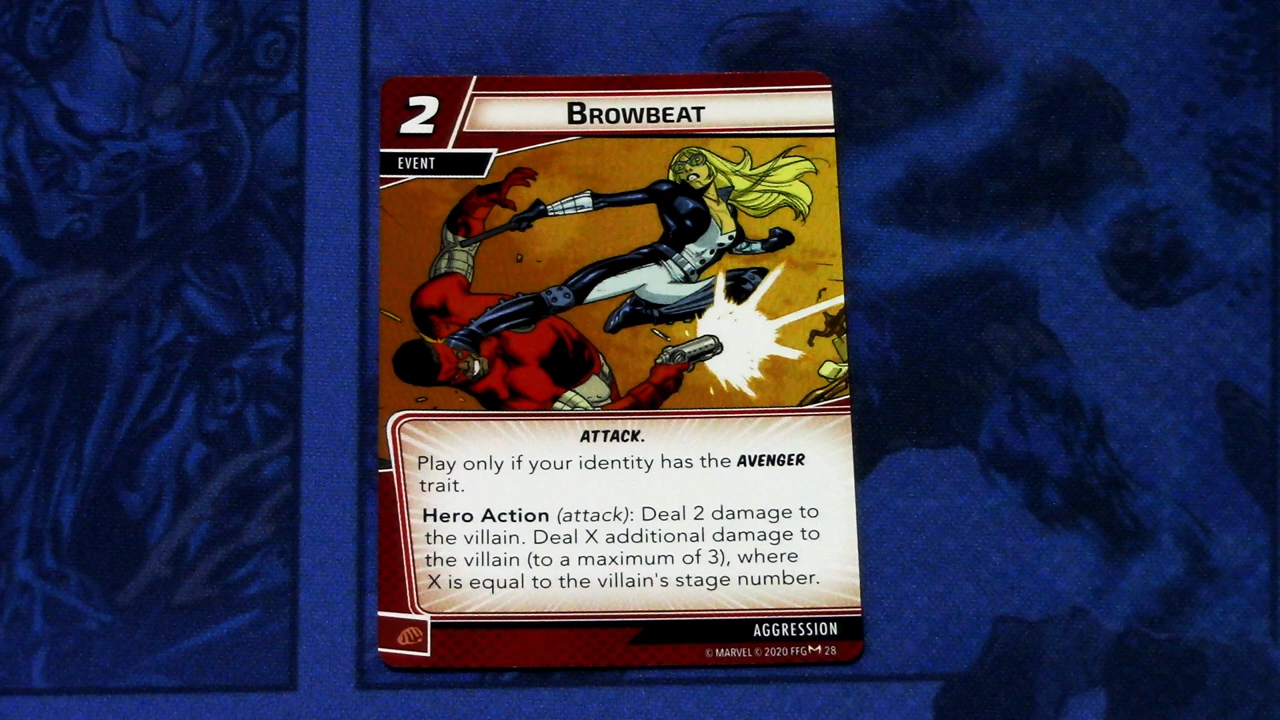 2
BROWBEAT
EVENT
ATTACK.
Play only if your identity has the AVENGER
trait.
Hero Action (attack): Deal 2 damage to
the villain. Deal X additional damage to
the villain (to a maximum of 3), where
X is equal to the villain's stage number.
AGGRESSION
© MARVEL © 2020 FFG 28